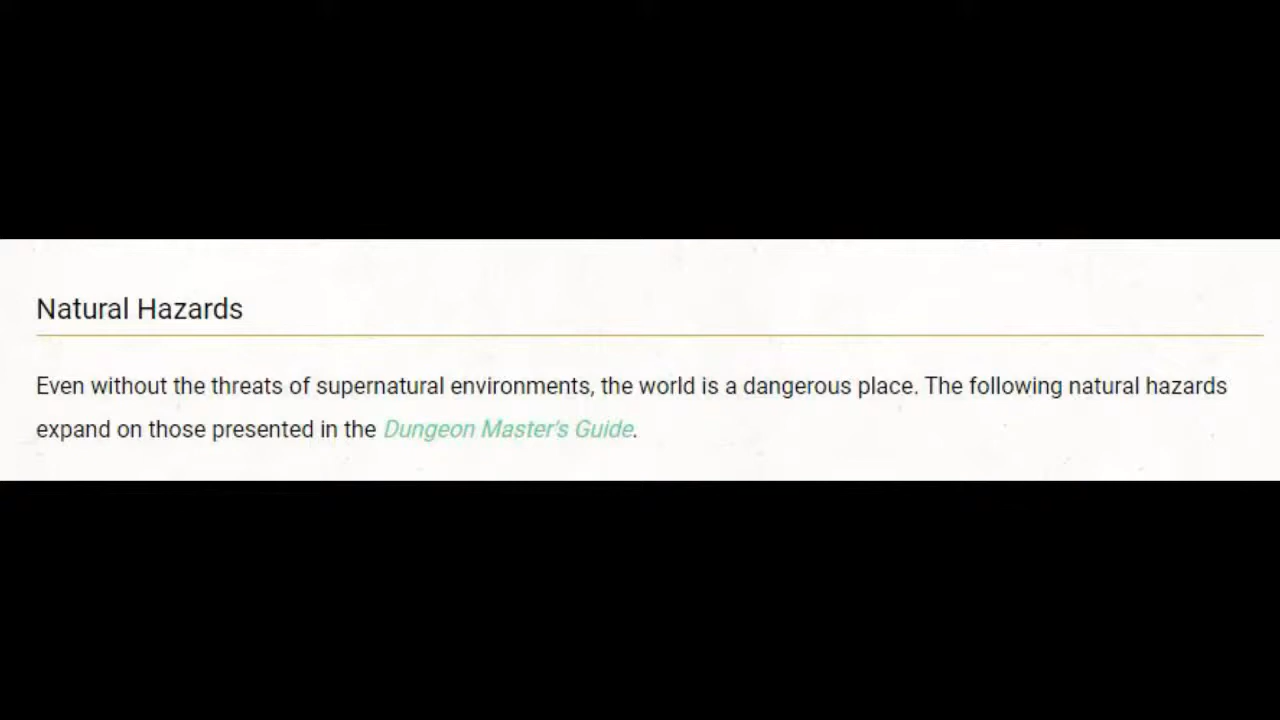 Natural Hazards
Even without the threats of supernatural environments, the world is a dangerous place. The following natural hazards
expand on those presented in the Dungeon Master's Guide.